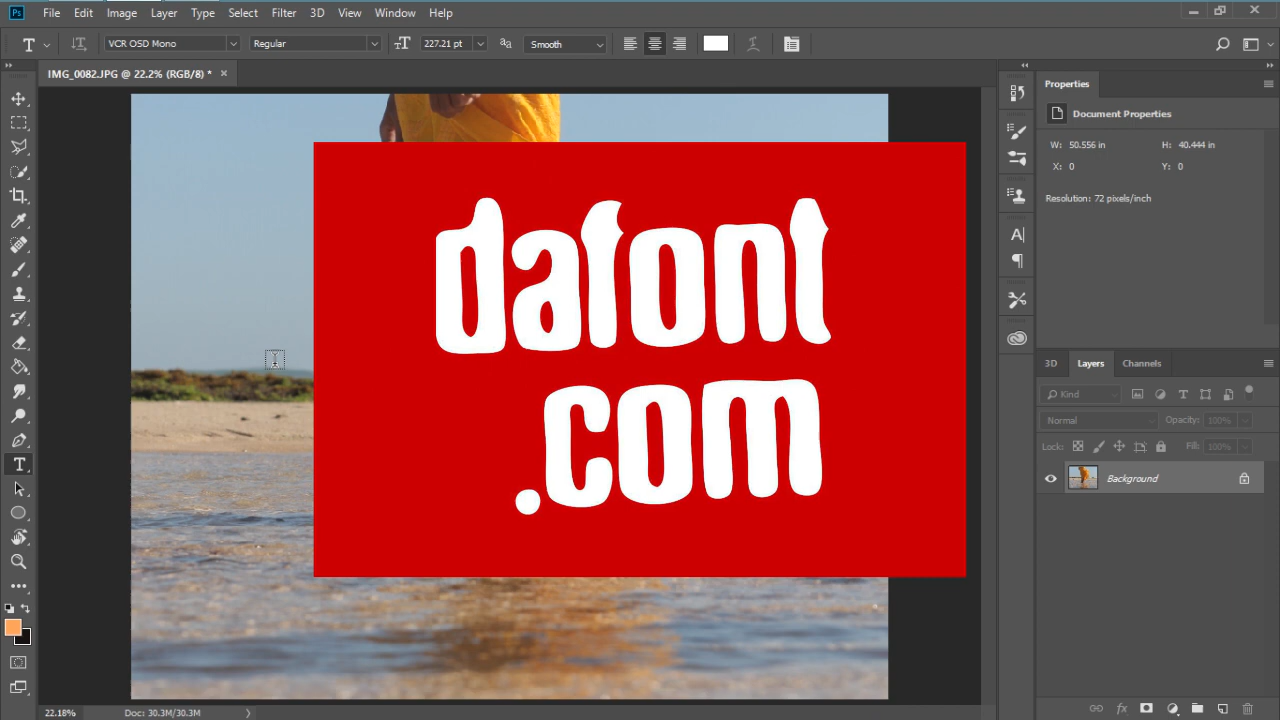 Ps File Edit Image Layer Type Select Filter 3D View Window Help
T VCR OSD Mono Regular 227.21 pt Smooth
IMG_0082.JPG @ 22.2% (RGB/8) * ×
Properties
Document Properties
W: 50.556 in H: 40.444 in
X: 0 Y: 0
Resolution: 72 pixels/inch
dafont
.com
3D Layers Channels
Kind
Normal Opacity: 100%
Lock: Fill: 100%
Background
22.18% Doc: 30.3M/30.3M